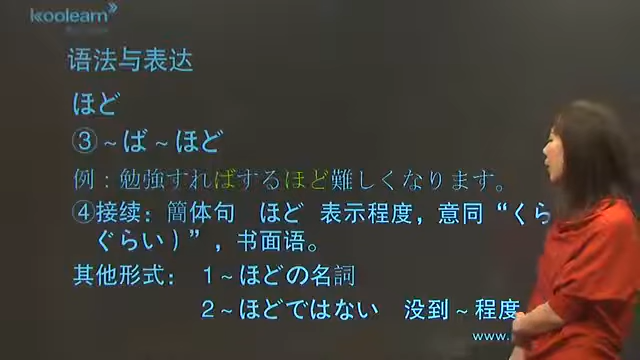 koolearn
语法与表达
ほど
③~ば~ほど
例：勉強すればするほど難しくなります。
④接续：簡体句 ほど 表示程度，意同“くら
ぐらい）”，书面语。
其他形式： 1~ほどの名詞
2~ほどではない 没到~程度
www.